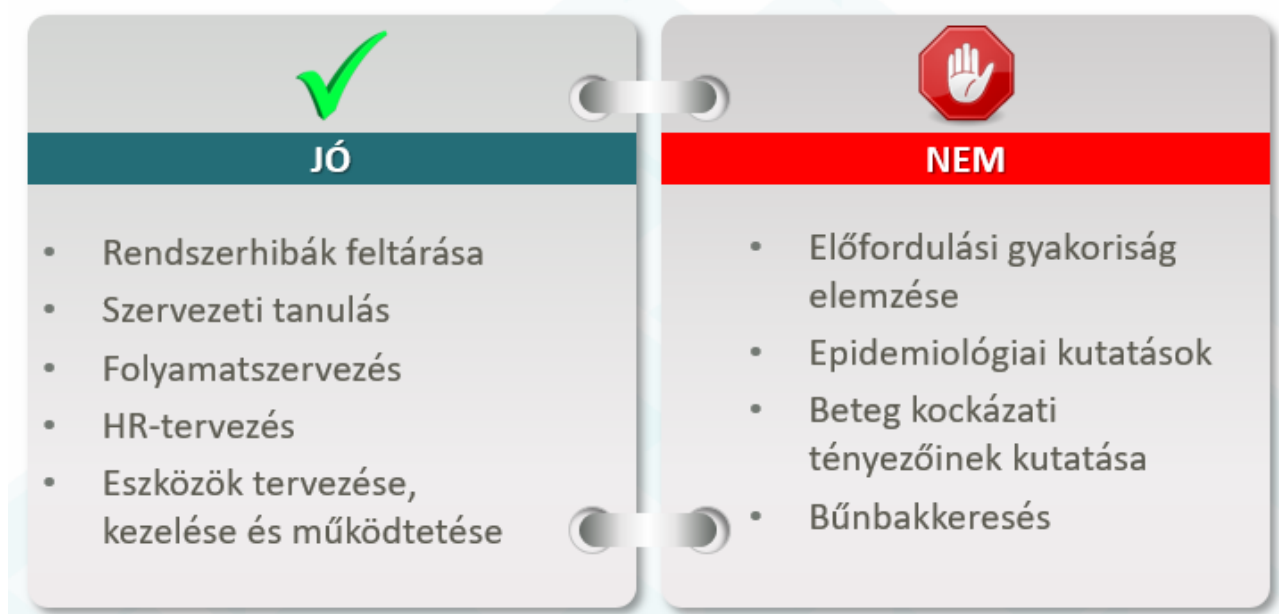 JÓ
• Rendszerhibák feltárása
• Szervezeti tanulás
• Folyamatszervezés
• HR-tervezés
• Eszközök tervezése,
kezelése és működtetése
NEM
• Előfordulási gyakoriság
elemzése
• Epidemiológiai kutatások
• Beteg kockázati
tényezőinek kutatása
• Bűnbakkeresés